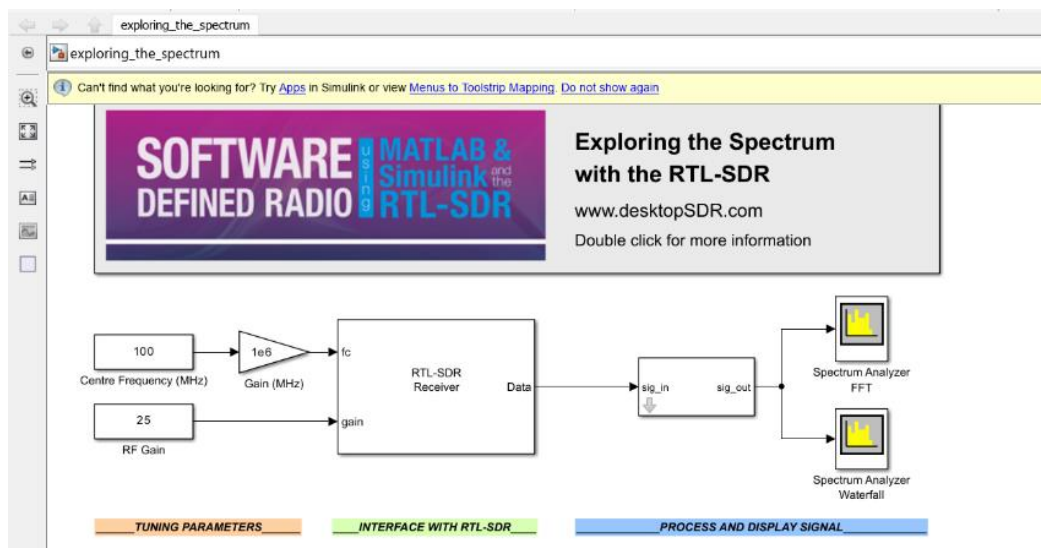 exploring_the_spectrum
exploring_the_spectrum
Can't find what you're looking for? Try Apps in Simulink or view Menus to Toolstrip Mapping. Do not show again
SOFTWARE
DEFINED RADIO
using
MATLAB &
Simulink and the
RTL-SDR
Exploring the Spectrum
with the RTL-SDR
www.desktopSDR.com
Double click for more information
100
Centre Frequency (MHz)
1e6
Gain (MHz)
25
RF Gain
fc
gain
RTL-SDR
Receiver
Data
sig_in
sig_out
Spectrum Analyzer
FFT
Spectrum Analyzer
Waterfall
TUNING PARAMETERS
INTERFACE WITH RTL-SDR
PROCESS AND DISPLAY SIGNAL